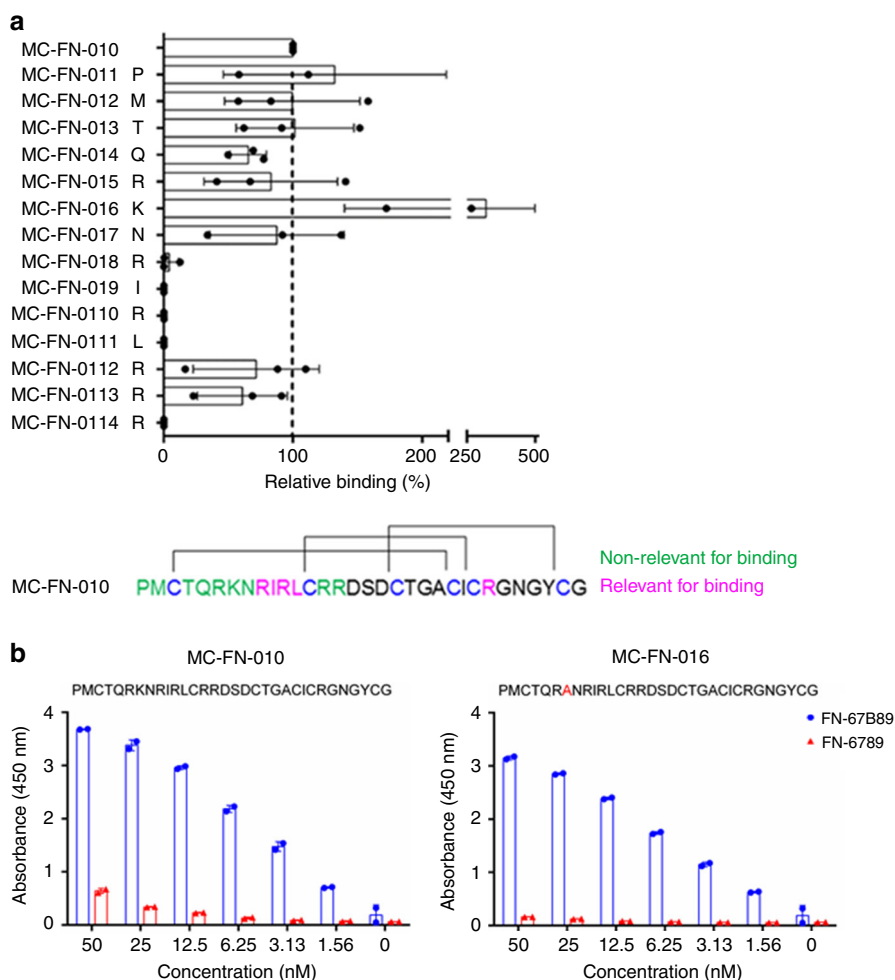 a
MC-FN-010
MC-FN-011 P
MC-FN-012 M
MC-FN-013 T
MC-FN-014 Q
MC-FN-015 R
MC-FN-016 K
MC-FN-017 N
MC-FN-018 R
MC-FN-019 I
MC-FN-0110 R
MC-FN-0111 L
MC-FN-0112 R
MC-FN-0113 R
MC-FN-0114 R
0 100 200 250 500
Relative binding (%)
Non-relevant for binding
MC-FN-010 PMCTQRKNRIRLCRRDSDCTGACICRGNGYCG Relevant for binding
b
MC-FN-010
PMCTQRKNRIRLCRRDSDCTGACICRGNGYCG
Absorbance (450 nm)
4
3
2
1
0
50 25 12.5 6.25 3.13 1.56 0
Concentration (nM)
MC-FN-016
PMCTQRANRIRLCRRDSDCTGACICRGNGYCG
FN-67B89
FN-6789
Absorbance (450 nm)
4
3
2
1
0
50 25 12.5 6.25 3.13 1.56 0
Concentration (nM)